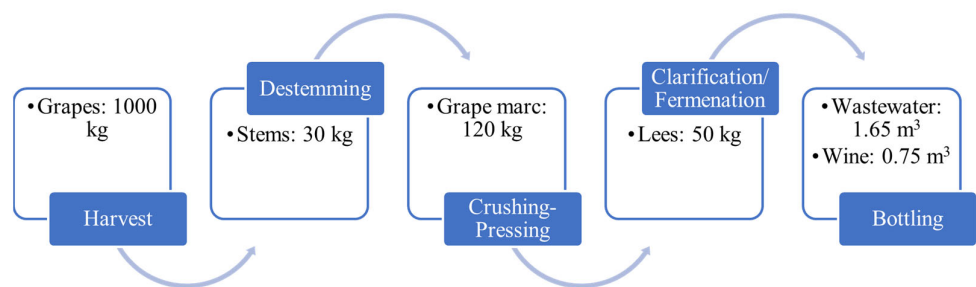 • Grapes: 1000
kg
Harvest
Destemming
• Stems: 30 kg
• Grape marc:
120 kg
Crushing-
Pressing
Clarification/
Fermenation
• Lees: 50 kg
• Wastewater:
1.65 m³
• Wine: 0.75 m³
Bottling